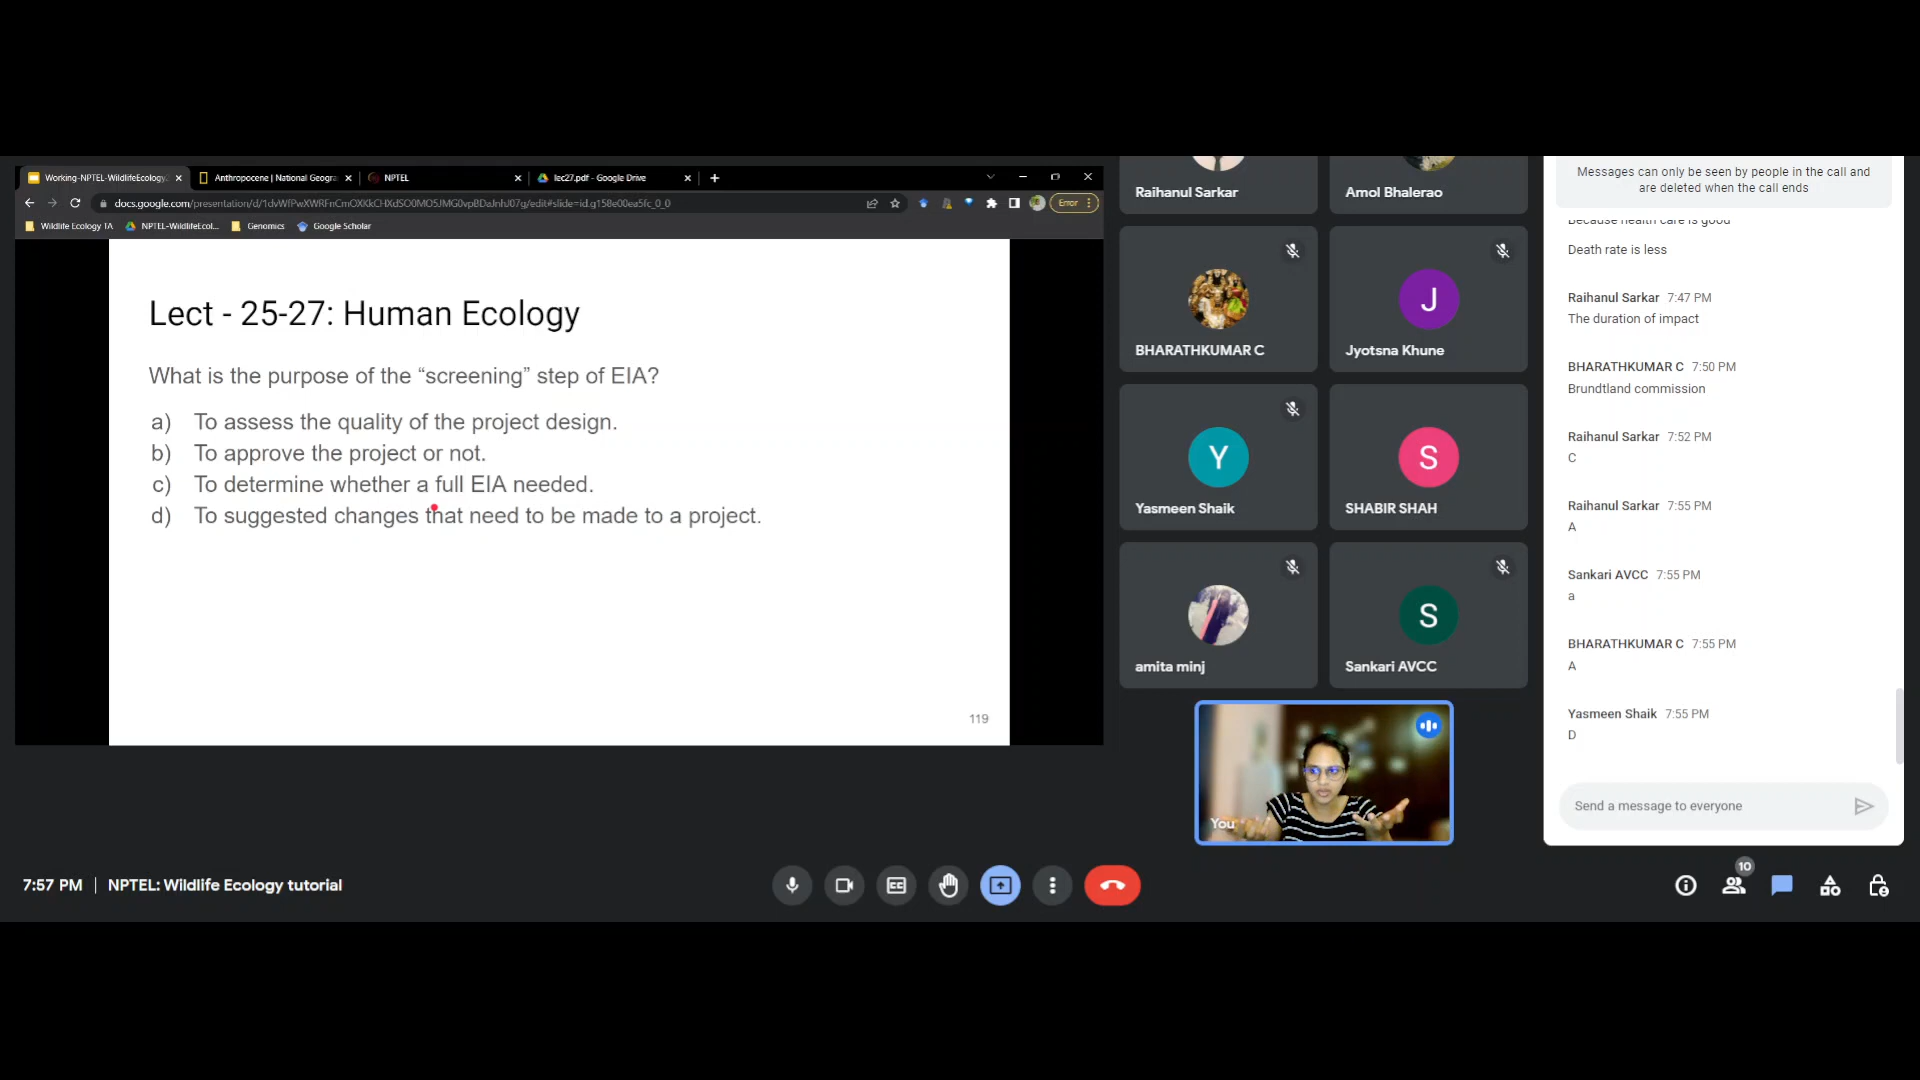 Working-NPTEL-WildlifeEcology
Anthropocene | National Geogra
NPTEL
lec27.pdf - Google Drive
Error
Wildlife Ecology TA
NPTEL-WildlifeEcol...
Genomics
Google Scholar
Lect - 25-27: Human Ecology
What is the purpose of the “screening” step of EIA?
a) To assess the quality of the project design.
b) To approve the project or not.
c) To determine whether a full EIA needed.
d) To suggested changes that need to be made to a project.
119
Raihanul Sarkar
Amol Bhalerao
BHARATHKUMAR C
J
Jyotsna Khune
Y
Yasmeen Shaik
S
SHABIR SHAH
amita minj
S
Sankari AVCC
You
Messages can only be seen by people in the call and
are deleted when the call ends
Because health care is good
Death rate is less
Raihanul Sarkar 7:47 PM
The duration of impact
BHARATHKUMAR C 7:50 PM
Brundtland commission
Raihanul Sarkar 7:52 PM
C
Raihanul Sarkar 7:55 PM
A
Sankari AVCC 7:55 PM
a
BHARATHKUMAR C 7:55 PM
A
Yasmeen Shaik 7:55 PM
D
Send a message to everyone
7:57 PM | NPTEL: Wildlife Ecology tutorial
10